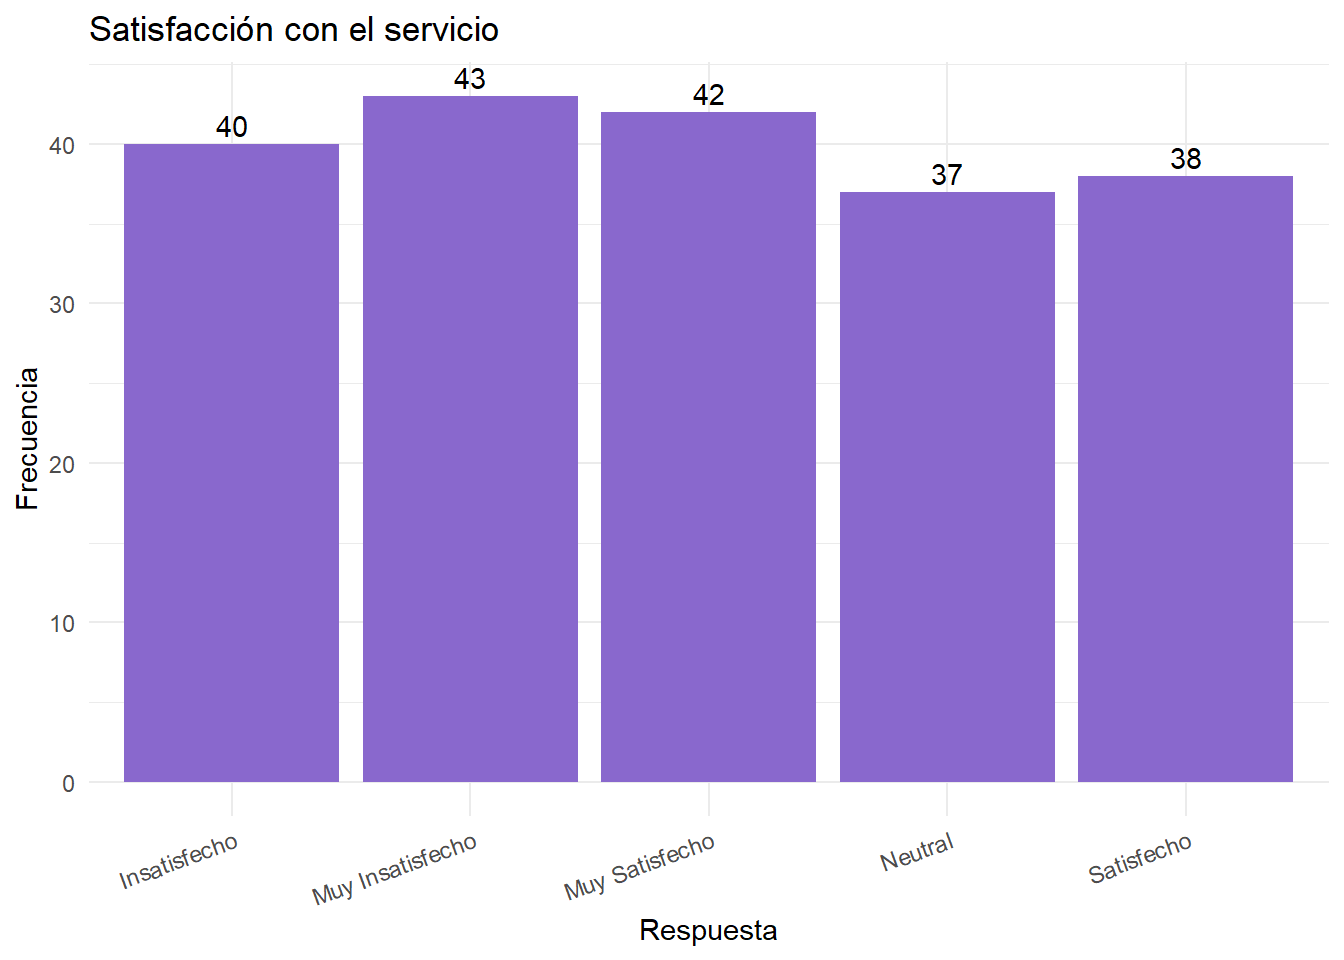 Satisfacción con el servicio
43
42
40
38
37
40
30
20
10
0
Frecuencia
Insatisfecho
Muy Insatisfecho
Muy Satisfecho
Neutral
Satisfecho
Respuesta